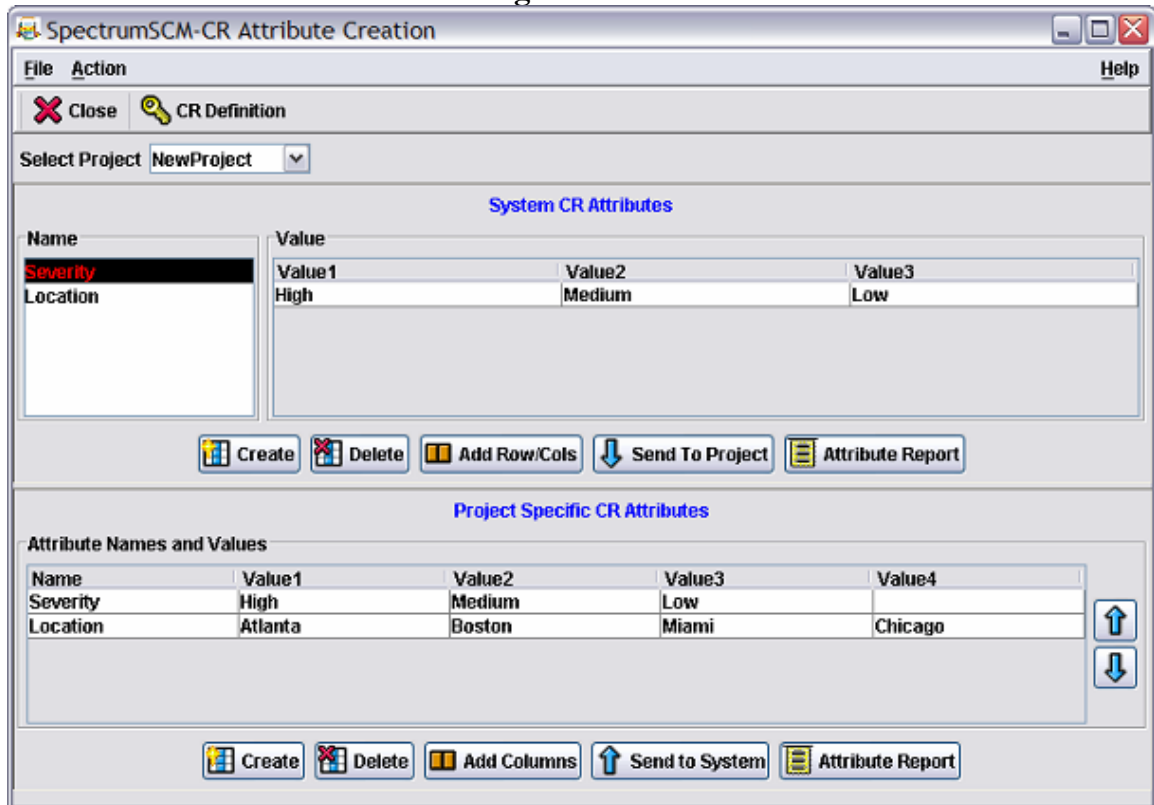 SpectrumSCM-CR Attribute Creation
File Action Help
Close CR Definition
Select Project NewProject
System CR Attributes
Name Value
Severity
Location
Value1 Value2 Value3
High Medium Low
Create Delete Add Row/Cols Send To Project Attribute Report
Project Specific CR Attributes
Attribute Names and Values
Name Value1 Value2 Value3 Value4
Severity High Medium Low
Location Atlanta Boston Miami Chicago
Create Delete Add Columns Send to System Attribute Report